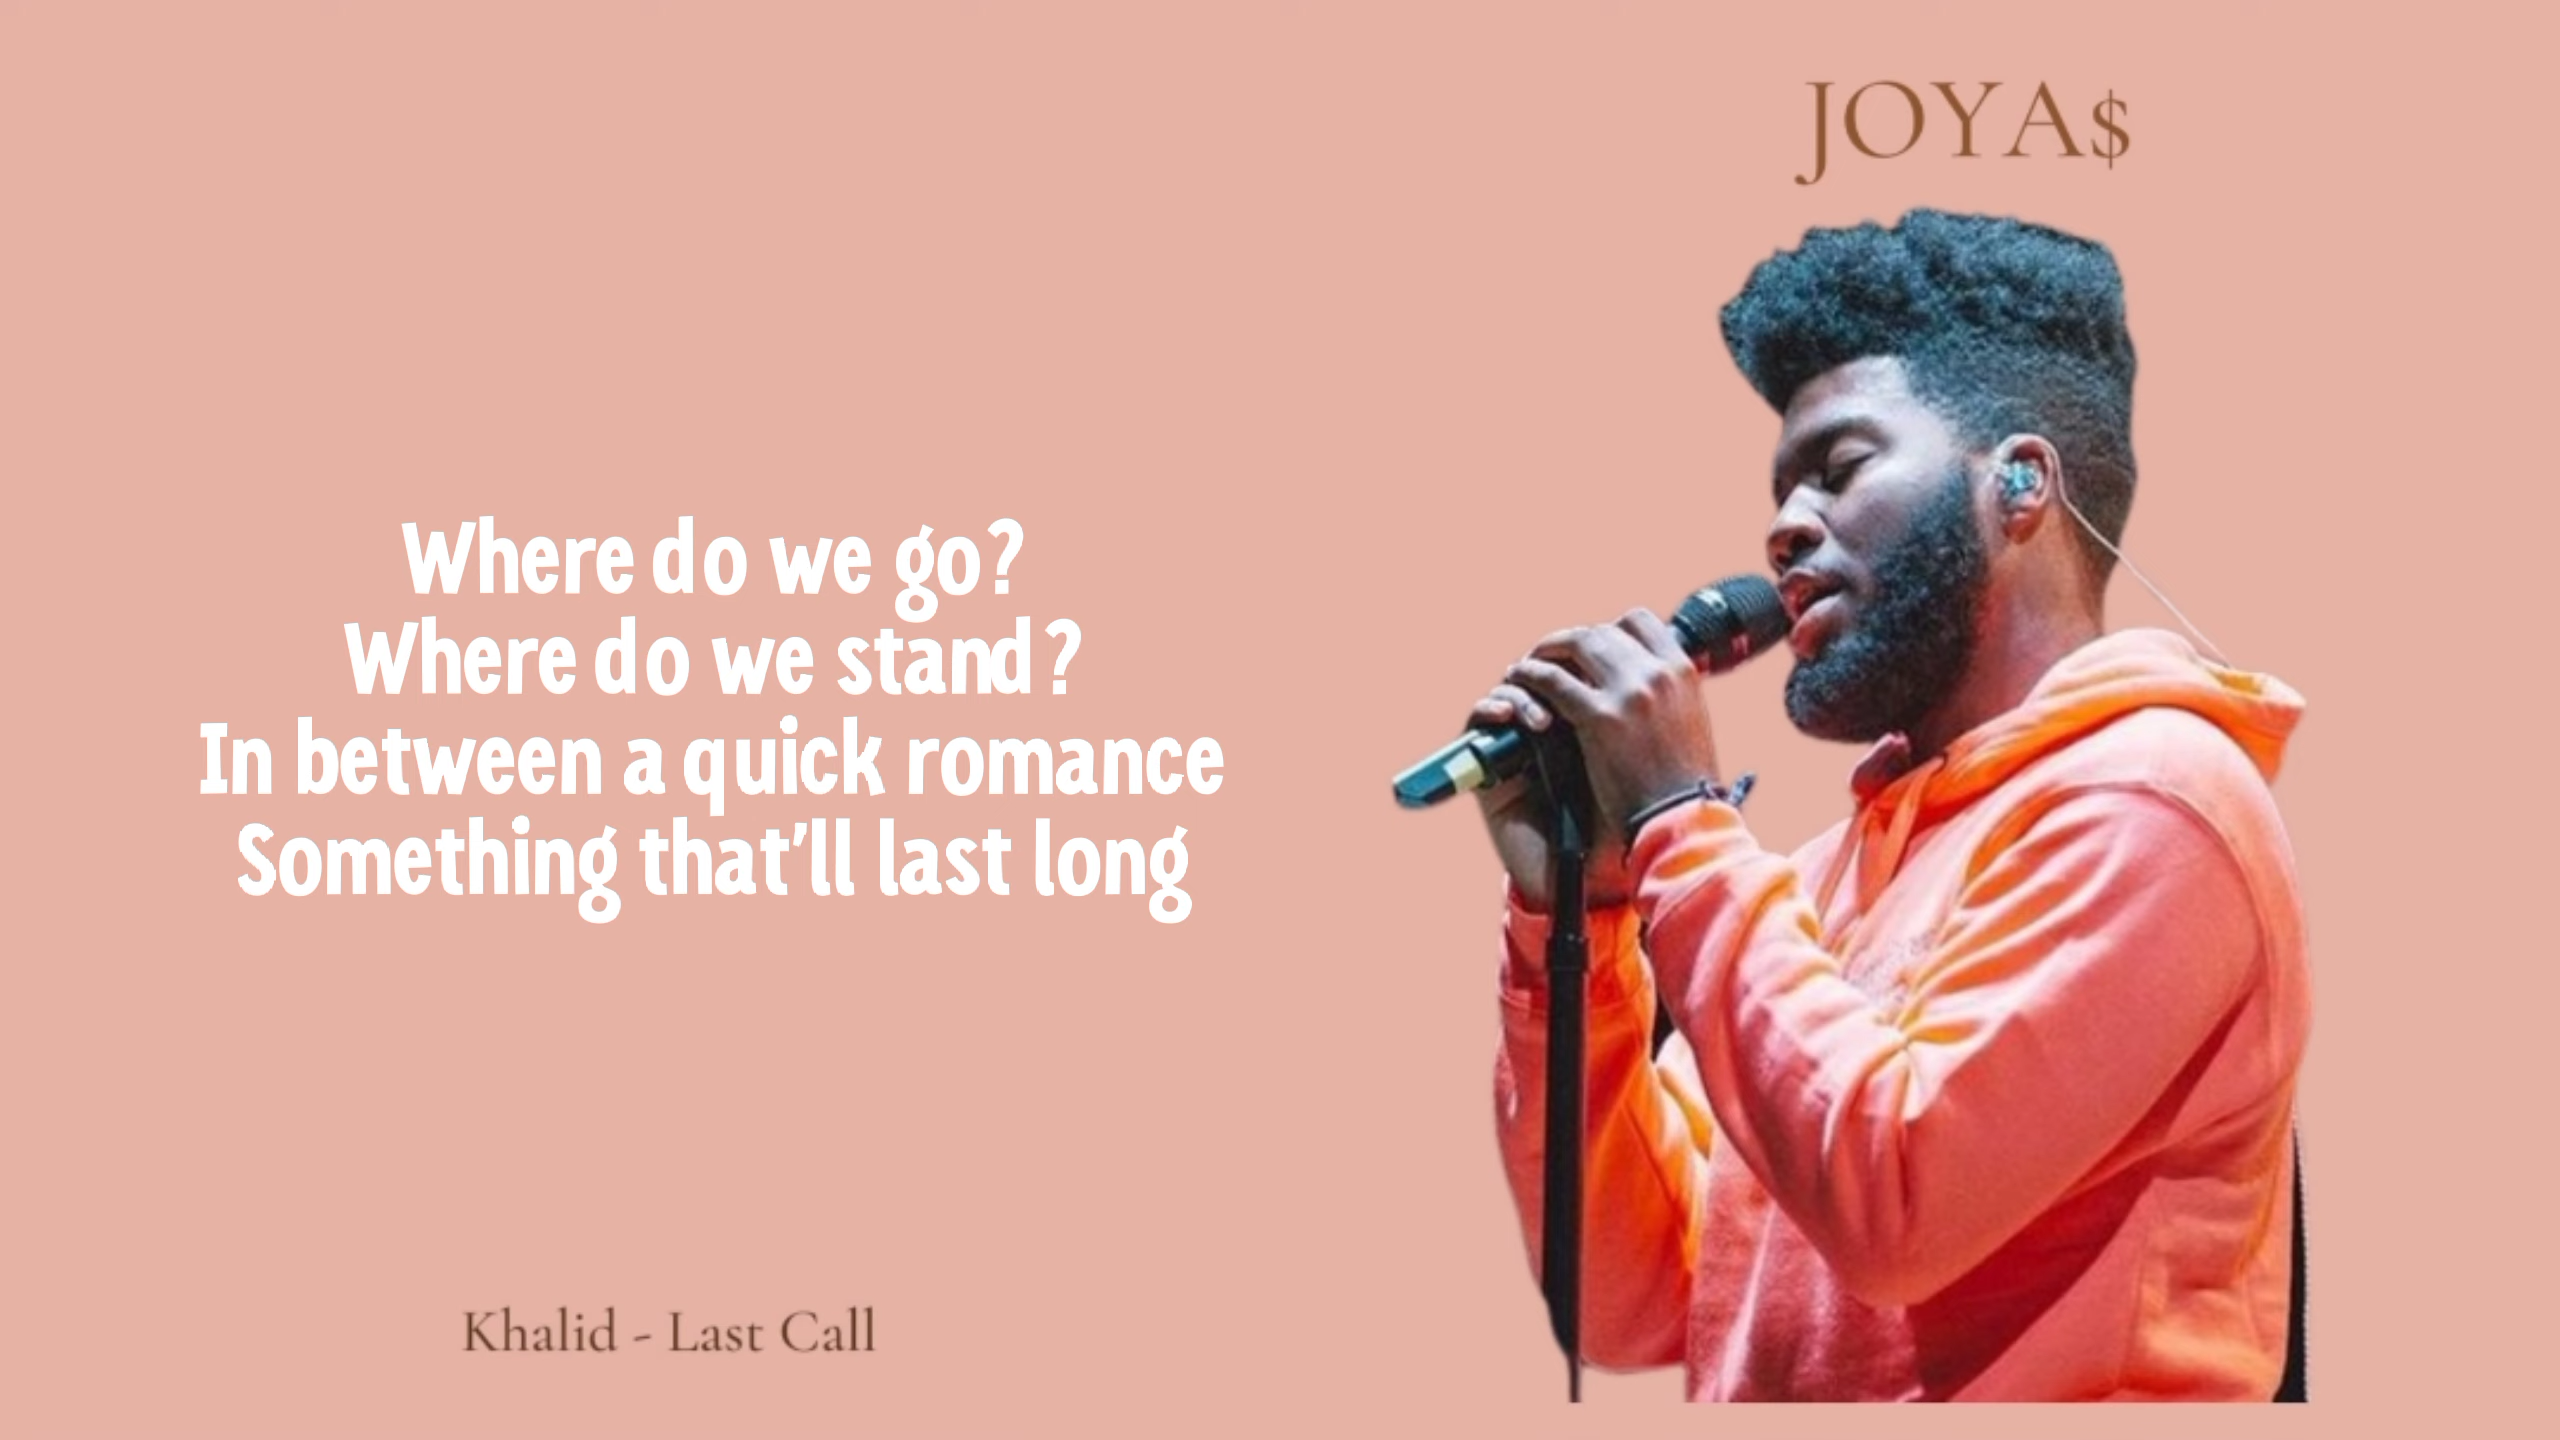 JOYA$
Where do we go?
Where do we stand?
In between a quick romance
Something that'll last long
Khalid - Last Call